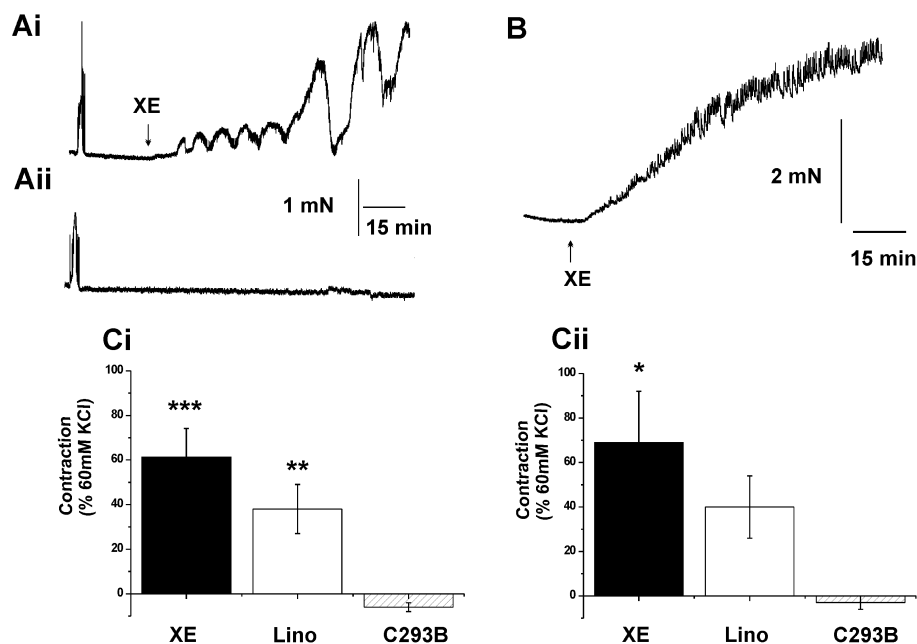 Ai
B
XE
Aii
1 mN
15 min
2 mN
15 min
XE
Ci
Contraction
(% 60mM KCl)
100
80
60
40
20
0
***
**
XE
Lino
C293B
Cii
Contraction
(% 60mM KCl)
100
80
60
40
20
0
*
XE
Lino
C293B